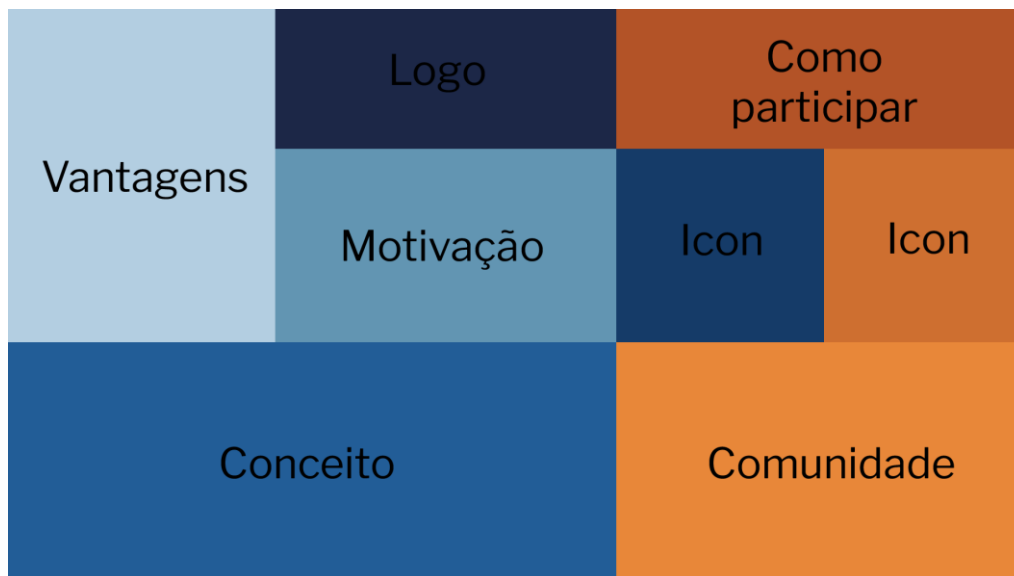 Logo
Como
participar
Vantagens
Motivação
Icon
Icon
Conceito
Comunidade